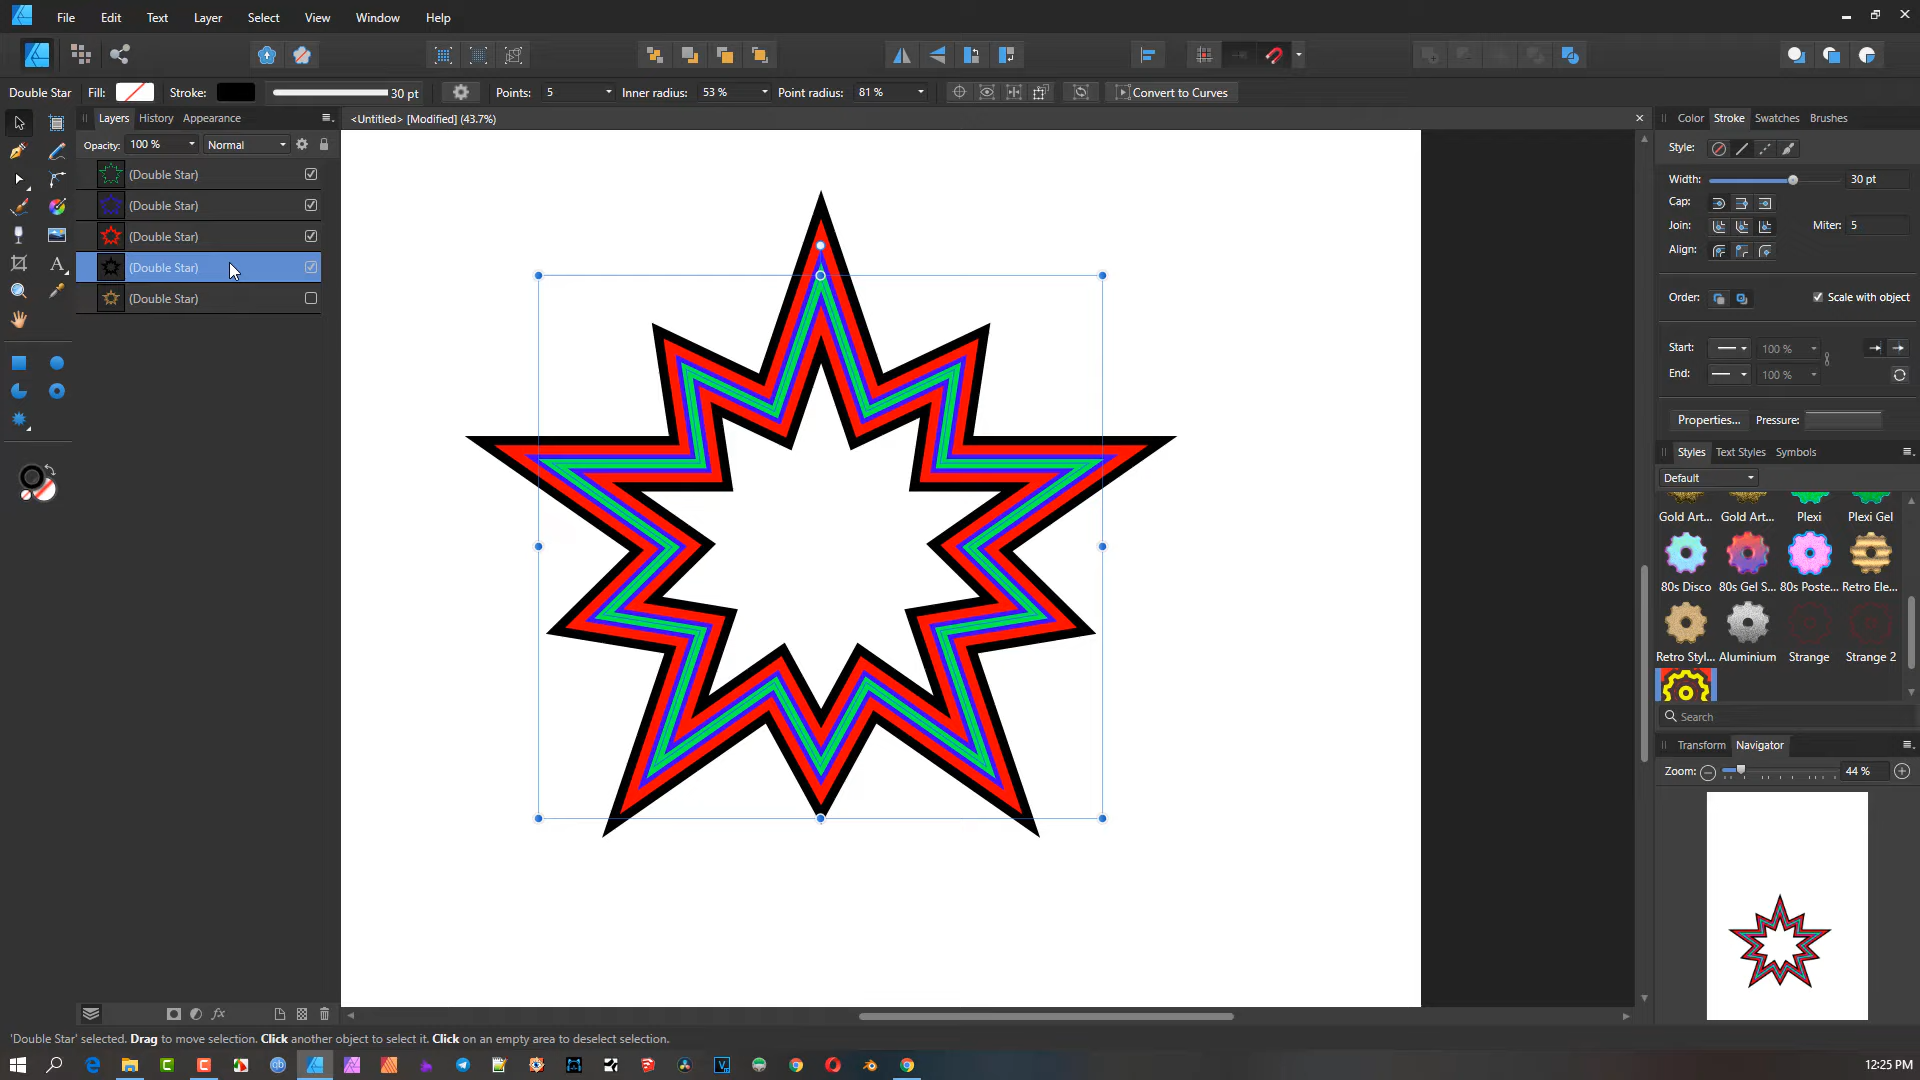 File Edit Text Layer Select View Window Help
Double Star Fill: Stroke: 30 pt Points: 5 Inner radius: 53 % Point radius: 81 % Convert to Curves
Layers History Appearance
<Untitled> [Modified] (43.7%)
Color Stroke Swatches Brushes
Opacity: 100 % Normal
Style:
(Double Star)
(Double Star)
(Double Star)
(Double Star)
(Double Star)
Width: 30 pt
Cap:
Join: Miter: 5
Align:
Order: Scale with object
Start: 100 %
End: 100 %
Properties... Pressure:
Styles Text Styles Symbols
Default
Gold Art... Gold Art... Plexi Plexi Gel
80s Disco 80s Gel S... 80s Poste... Retro Ele...
Retro Styl... Aluminium Strange Strange 2
Search
Transform Navigator
Zoom: 44 %
'Double Star' selected. Drag to move selection. Click another object to select it. Click on an empty area to deselect selection.
12:25 PM